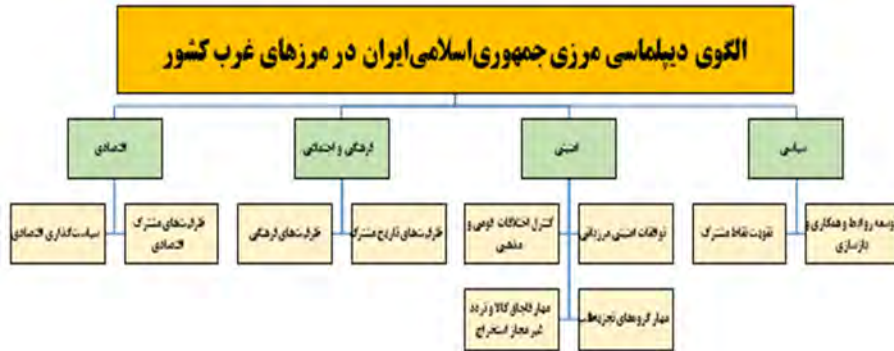 الگوی دیپلماسی مرزی جمهوری‌اسلامی‌ایران در مرزهای غرب کشور
سیاسی
امنیتی
فرهنگی و اجتماعی
اقتصادی
توسعه روابط و همکاری و
بازسازی
تقویت نقاط مشترک
توافقات امنیتی مرزبانی
کنترل اختلافات قومی و
مذهبی
ظرفیت‌های تاریخ مشترک
ظرفیت‌های فرهنگی
ظرفیت‌های مشترک
اقتصادی
سیاست‌گذاری اقتصادی
مهار گروه‌های تجزیه‌طلب
مهار قاچاق کالا و تردد
غیر مجاز استخراج